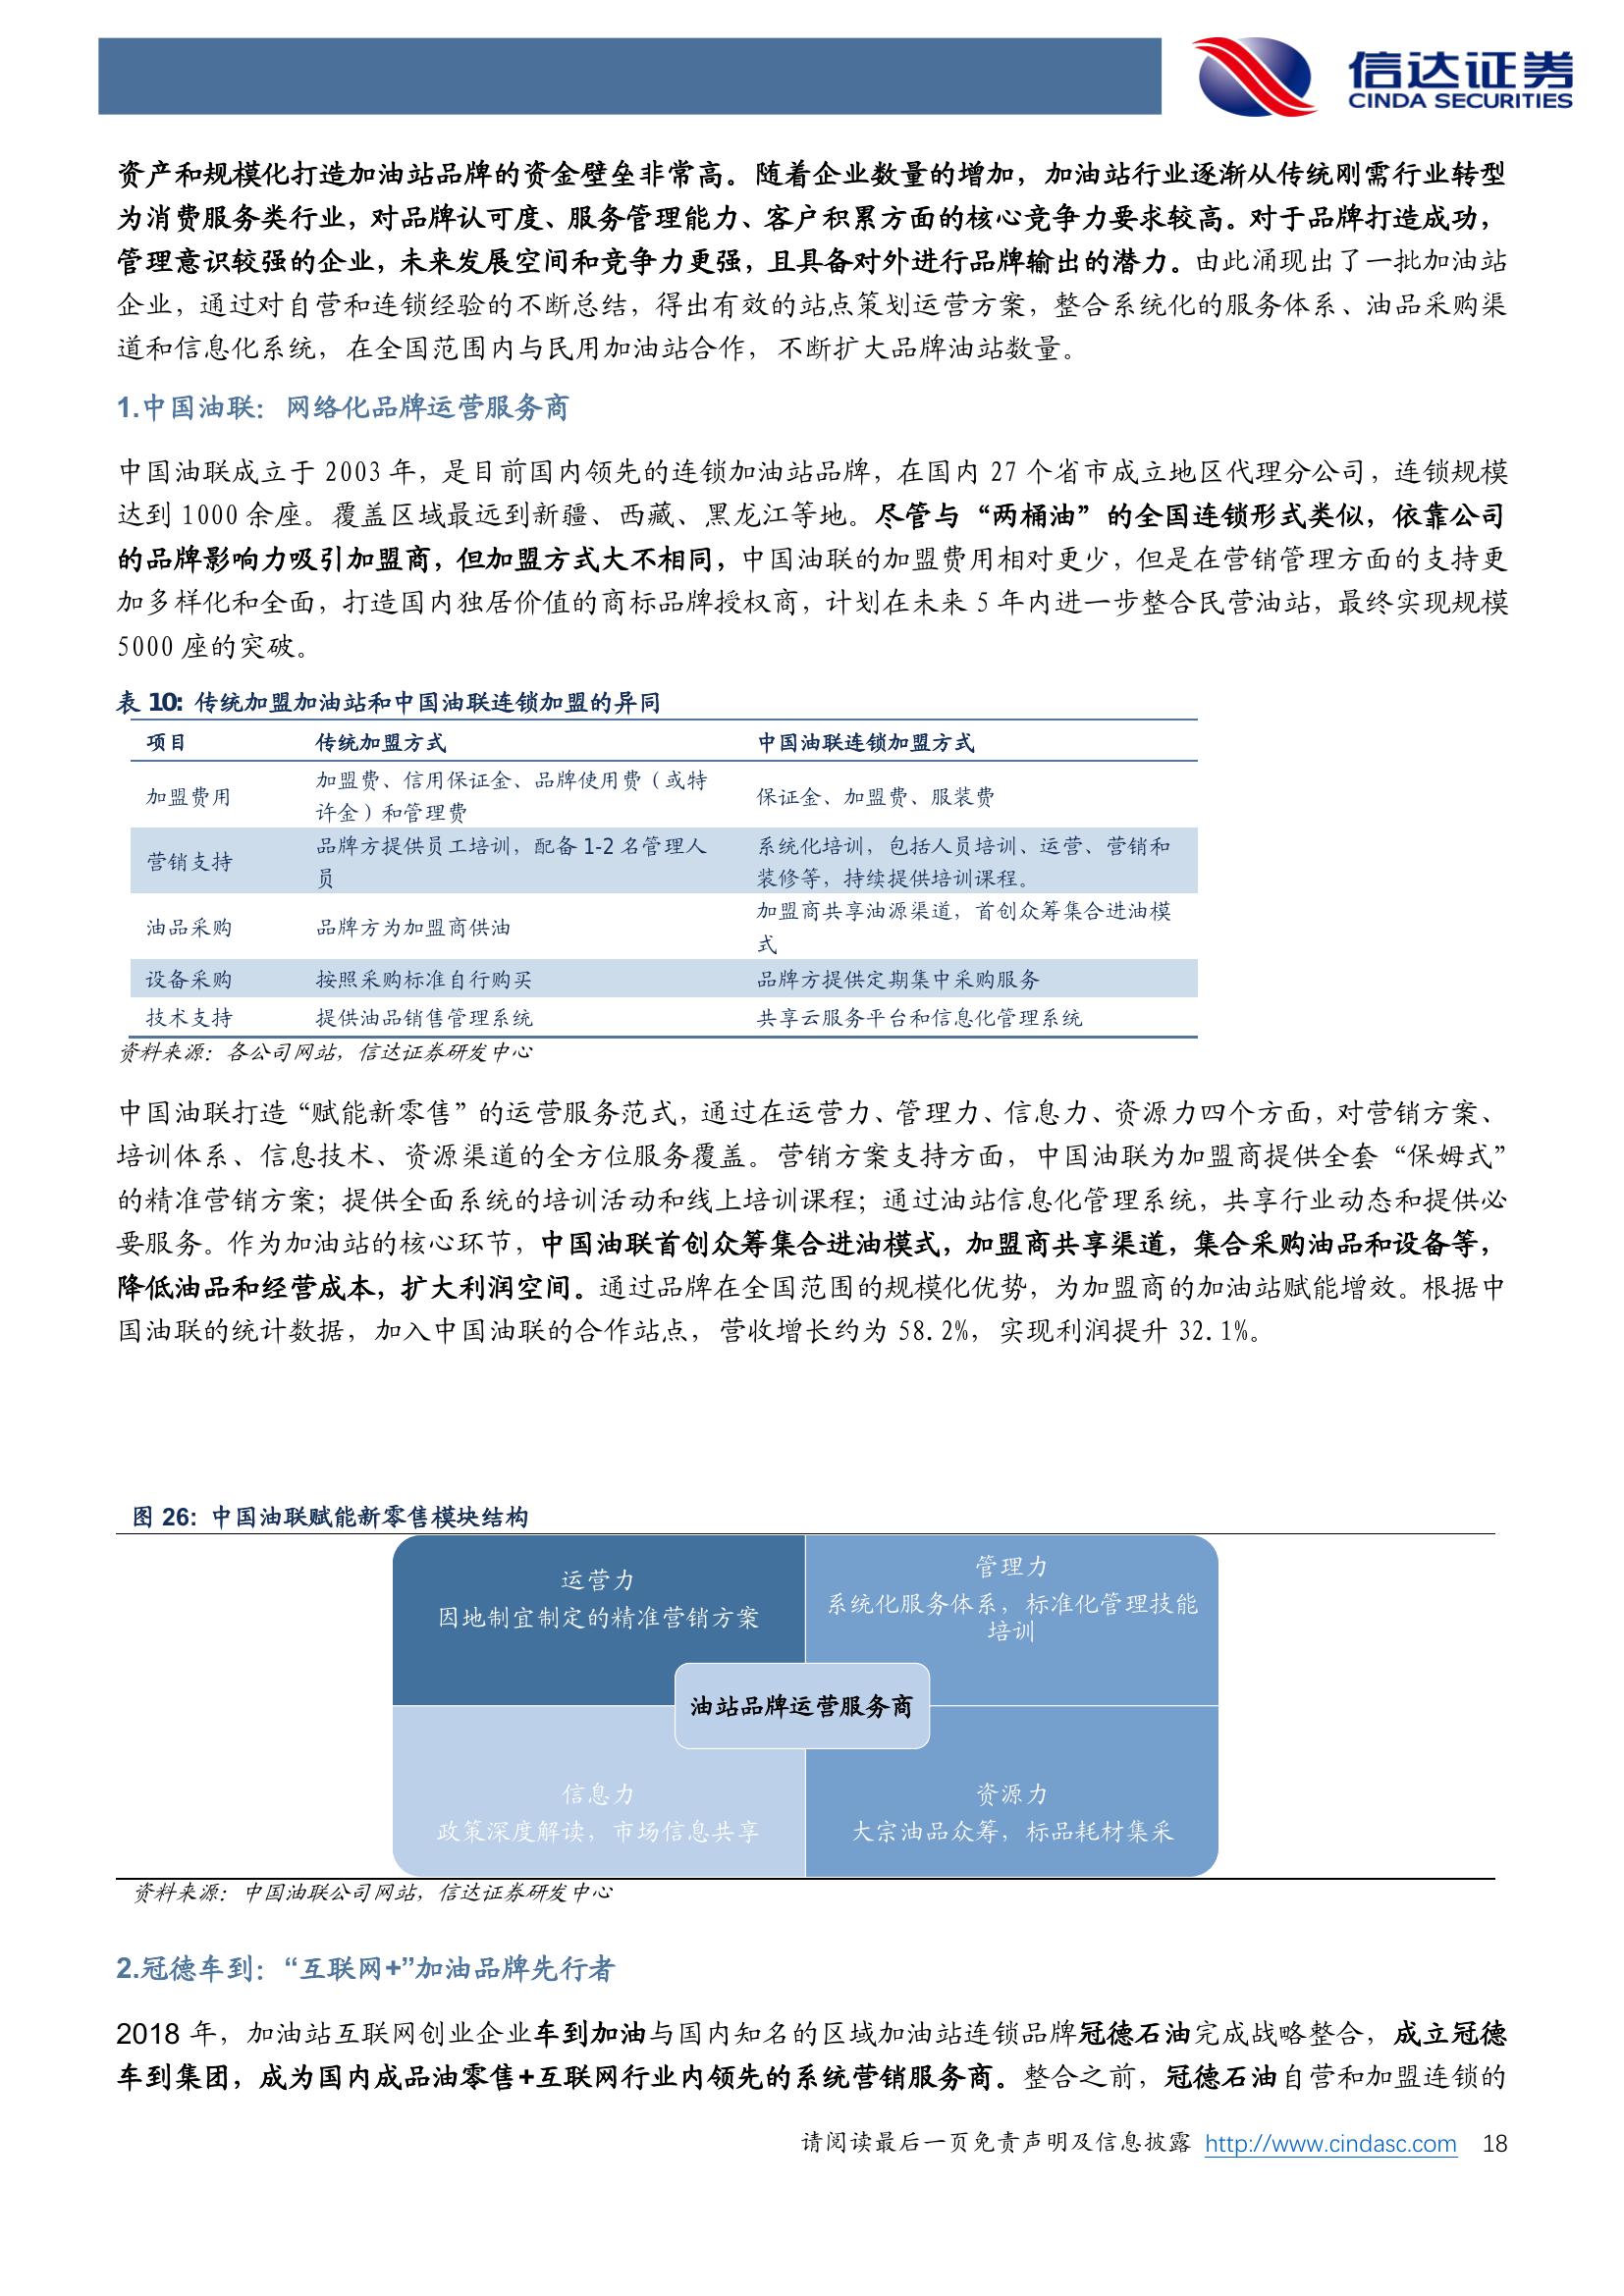 信达证券
CINDA SECURITIES
资产和规模化打造加油站品牌的资金壁垒非常高。随着企业数量的增加，加油站行业逐渐从传统刚需行业转型
为消费服务类行业，对品牌认可度、服务管理能力、客户积累方面的核心竞争力要求较高。对于品牌打造成功，
管理意识较强的企业，未来发展空间和竞争力更强，且具备对外进行品牌输出的潜力。由此涌现出了一批加油站
企业，通过对自营和连锁经验的不断总结，得出有效的站点策划运营方案，整合系统化的服务体系、油品采购渠
道和信息化系统，在全国范围内与民用加油站合作，不断扩大品牌油站数量。
1.中国油联：网络化品牌运营服务商
中国油联成立于 2003 年，是目前国内领先的连锁加油站品牌，在国内 27 个省市成立地区代理分公司，连锁规模
达到 1000 余座。覆盖区域最远到新疆、西藏、黑龙江等地。尽管与“两桶油”的全国连锁形式类似，依靠公司
的品牌影响力吸引加盟商，但加盟方式大不相同，中国油联的加盟费用相对更少，但是在营销管理方面的支持更
加多样化和全面，打造国内独居价值的商标品牌授权商，计划在未来 5 年内进一步整合民营油站，最终实现规模
5000 座的突破。
表 10: 传统加盟加油站和中国油联连锁加盟的异同
项目 传统加盟方式 中国油联连锁加盟方式
加盟费用 加盟费、信用保证金、品牌使用费（或特
许金）和管理费 保证金、加盟费、服装费
营销支持 品牌方提供员工培训，配备 1-2 名管理人
员 系统化培训，包括人员培训、运营、营销和
装修等，持续提供培训课程。
油品采购 品牌方为加盟商供油 加盟商共享油源渠道，首创众筹集合进油模
式
设备采购 按照采购标准自行购买 品牌方提供定期集中采购服务
技术支持 提供油品销售管理系统 共享云服务平台和信息化管理系统
资料来源：各公司网站，信达证券研发中心
中国油联打造“赋能新零售”的运营服务范式，通过在运营力、管理力、信息力、资源力四个方面，对营销方案、
培训体系、信息技术、资源渠道的全方位服务覆盖。营销方案支持方面，中国油联为加盟商提供全套“保姆式”
的精准营销方案；提供全面系统的培训活动和线上培训课程；通过油站信息化管理系统，共享行业动态和提供必
要服务。作为加油站的核心环节，中国油联首创众筹集合进油模式，加盟商共享渠道，集合采购油品和设备等，
降低油品和经营成本，扩大利润空间。通过品牌在全国范围的规模化优势，为加盟商的加油站赋能增效。根据中
国油联的统计数据，加入中国油联的合作站点，营收增长约为 58.2%，实现利润提升 32.1%。
图 26: 中国油联赋能新零售模块结构
运营力
因地制宜制定的精准营销方案
管理力
系统化服务体系，标准化管理技能
培训
油站品牌运营服务商
信息力
政策深度解读，市场信息共享
资源力
大宗油品众筹，标品耗材集采
资料来源：中国油联公司网站，信达证券研发中心
2.冠德车到：“互联网+”加油品牌先行者
2018 年，加油站互联网创业企业车到加油与国内知名的区域加油站连锁品牌冠德石油完成战略整合，成立冠德
车到集团，成为国内成品油零售+互联网行业内领先的系统营销服务商。整合之前，冠德石油自营和加盟连锁的
请阅读最后一页免责声明及信息披露 http://www.cindasc.com 18